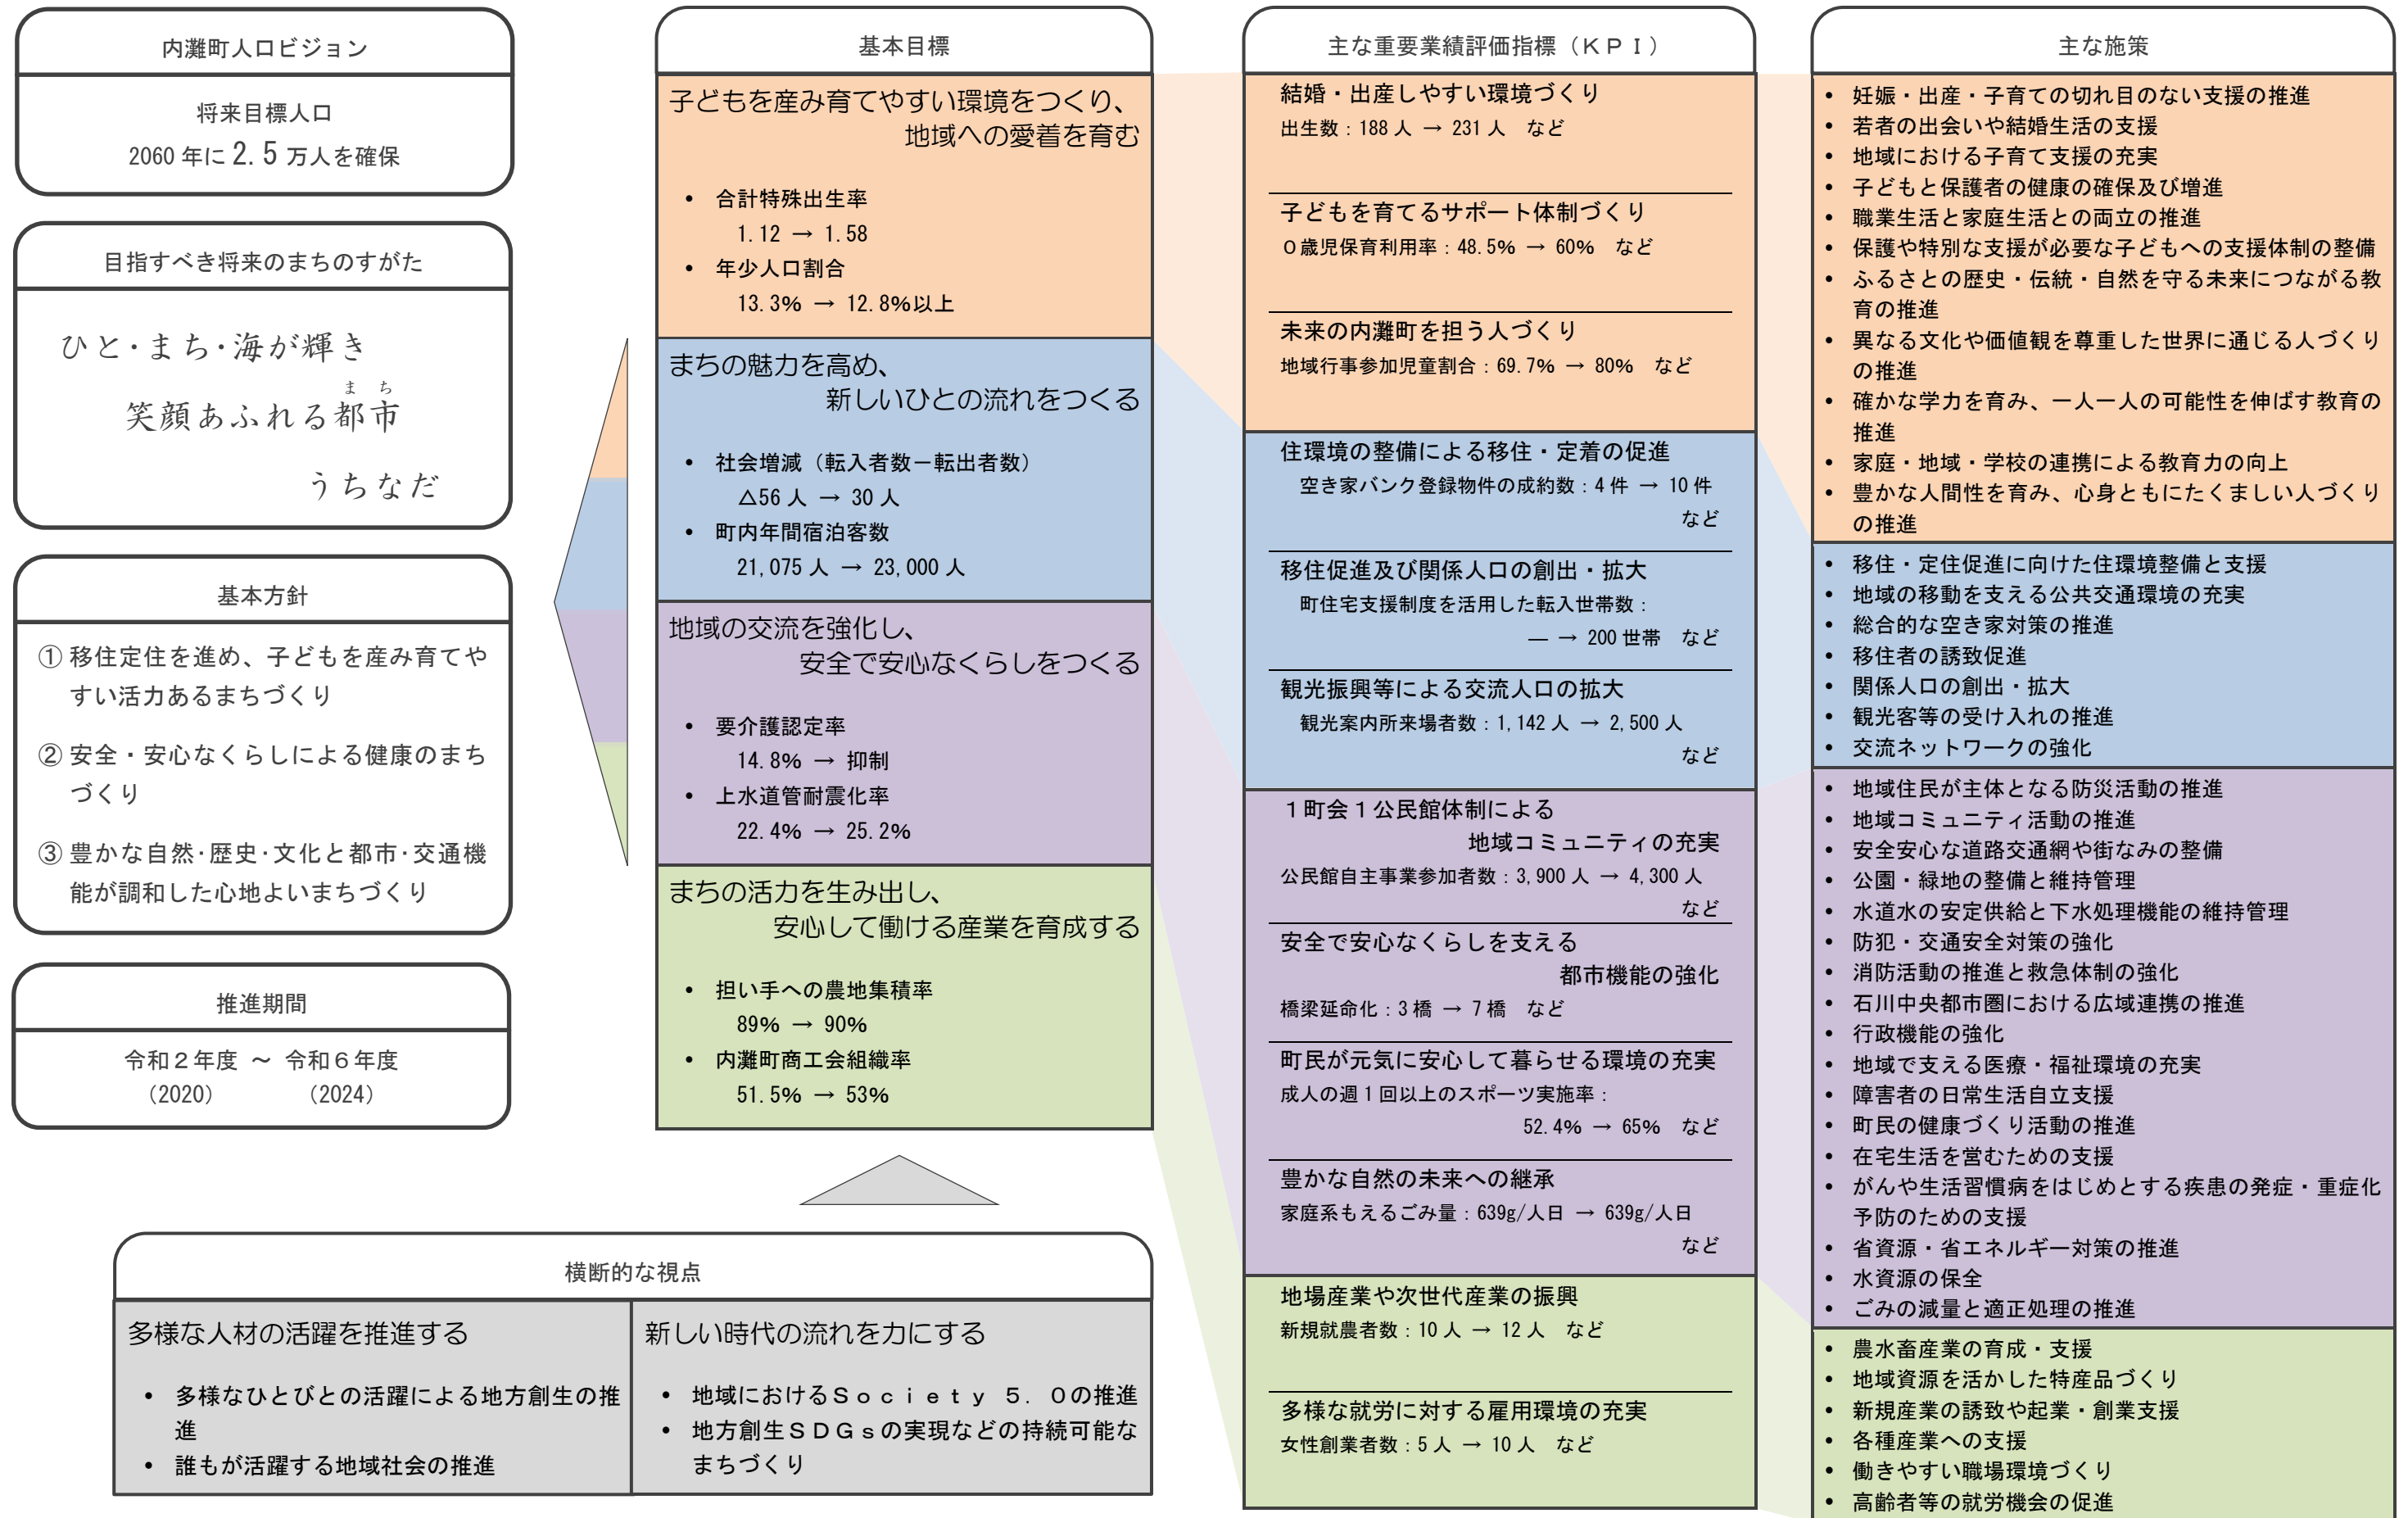 内灘町人口ビジョン
将来目標人口
2060年に2.5万人を確保
目指すべき将来のまちのすがた
ひと・まち・海が輝き
ま ち
笑顔あふれる都市
うちなだ
基本方針
① 移住定住を進め、子どもを産み育てや
すい活力あるまちづくり
② 安全・安心なくらしによる健康のまち
づくり
③ 豊かな自然・歴史・文化と都市・交通機
能が調和した心地よいまちづくり
推進期間
令和2年度 ～ 令和6年度
(2020) (2024)
基本目標
子どもを産み育てやすい環境をつくり、
地域への愛着を育む
• 合計特殊出生率
1.12 → 1.58
• 年少人口割合
13.3% → 12.8%以上
まちの魅力を高め、
新しいひとの流れをつくる
• 社会増減（転入者数－転出者数）
△56人 → 30人
• 町内年間宿泊客数
21,075人 → 23,000人
地域の交流を強化し、
安全で安心なくらしをつくる
• 要介護認定率
14.8% → 抑制
• 上水道管耐震化率
22.4% → 25.2%
まちの活力を生み出し、
安心して働ける産業を育成する
• 担い手への農地集積率
89% → 90%
• 内灘町商工会組織率
51.5% → 53%
横断的な視点
多様な人材の活躍を推進する
• 多様なひとびとの活躍による地方創生の推
進
• 誰もが活躍する地域社会の推進
新しい時代の流れを力にする
• 地域におけるＳｏｃｉｅｔｙ ５．０の推進
• 地方創生ＳＤＧｓの実現などの持続可能な
まちづくり
主な重要業績評価指標（ＫＰＩ）
結婚・出産しやすい環境づくり
出生数：188人 → 231人 など
子どもを育てるサポート体制づくり
０歳児保育利用率：48.5% → 60% など
未来の内灘町を担う人づくり
地域行事参加児童割合：69.7% → 80% など
住環境の整備による移住・定着の促進
空き家バンク登録物件の成約数：4件 → 10件
など
移住促進及び関係人口の創出・拡大
町住宅支援制度を活用した転入世帯数：
― → 200世帯 など
観光振興等による交流人口の拡大
観光案内所来場者数：1,142人 → 2,500人
など
１町会１公民館体制による
地域コミュニティの充実
公民館自主事業参加者数：3,900人 → 4,300人
など
安全で安心なくらしを支える
都市機能の強化
橋梁延命化：3橋 → 7橋 など
町民が元気に安心して暮らせる環境の充実
成人の週１回以上のスポーツ実施率：
52.4% → 65% など
豊かな自然の未来への継承
家庭系もえるごみ量：639g/人日 → 639g/人日
など
地場産業や次世代産業の振興
新規就農者数：10人 → 12人 など
多様な就労に対する雇用環境の充実
女性創業者数：5人 → 10人 など
主な施策
• 妊娠・出産・子育ての切れ目のない支援の推進
• 若者の出会いや結婚生活の支援
• 地域における子育て支援の充実
• 子どもと保護者の健康の確保及び増進
• 職業生活と家庭生活との両立の推進
• 保護や特別な支援が必要な子どもへの支援体制の整備
• ふるさとの歴史・伝統・自然を守る未来につながる教
育の推進
• 異なる文化や価値観を尊重した世界に通じる人づくり
の推進
• 確かな学力を育み、一人一人の可能性を伸ばす教育の
推進
• 家庭・地域・学校の連携による教育力の向上
• 豊かな人間性を育み、心身ともにたくましい人づくり
の推進
• 移住・定住促進に向けた住環境整備と支援
• 地域の移動を支える公共交通環境の充実
• 総合的な空き家対策の推進
• 移住者の誘致促進
• 関係人口の創出・拡大
• 観光客等の受け入れの推進
• 交流ネットワークの強化
• 地域住民が主体となる防災活動の推進
• 地域コミュニティ活動の推進
• 安全安心な道路交通網や街なみの整備
• 公園・緑地の整備と維持管理
• 水道水の安定供給と下水処理機能の維持管理
• 防犯・交通安全対策の強化
• 消防活動の推進と救急体制の強化
• 石川中央都市圏における広域連携の推進
• 行政機能の強化
• 地域で支える医療・福祉環境の充実
• 障害者の日常生活自立支援
• 町民の健康づくり活動の推進
• 在宅生活を営むための支援
• がんや生活習慣病をはじめとする疾患の発症・重症化
予防のための支援
• 省資源・省エネルギー対策の推進
• 水資源の保全
• ごみの減量と適正処理の推進
• 農水畜産業の育成・支援
• 地域資源を活かした特産品づくり
• 新規産業の誘致や起業・創業支援
• 各種産業への支援
• 働きやすい職場環境づくり
• 高齢者等の就労機会の促進